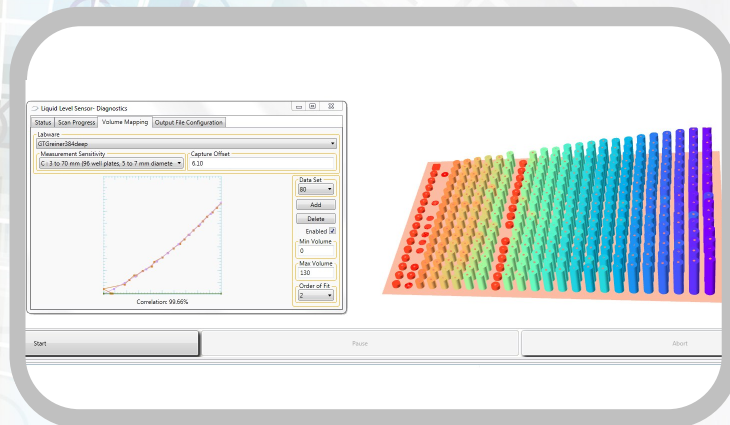 Liquid Level Sensor- Diagnostics
Status Scan Progress Volume Mapping Output File Configuration
Labware
GTGreiner384deep
Measurement Sensitivity Capture Offset
C : 3 to 70 mm (96 well plates, 5 to 7 mm diamete 6.10
Data Set
80
Add
Delete
Enabled
Min Volume
0
Max Volume
130
Order of Fit
2
Correlation: 99.66%
Start Pause Abort